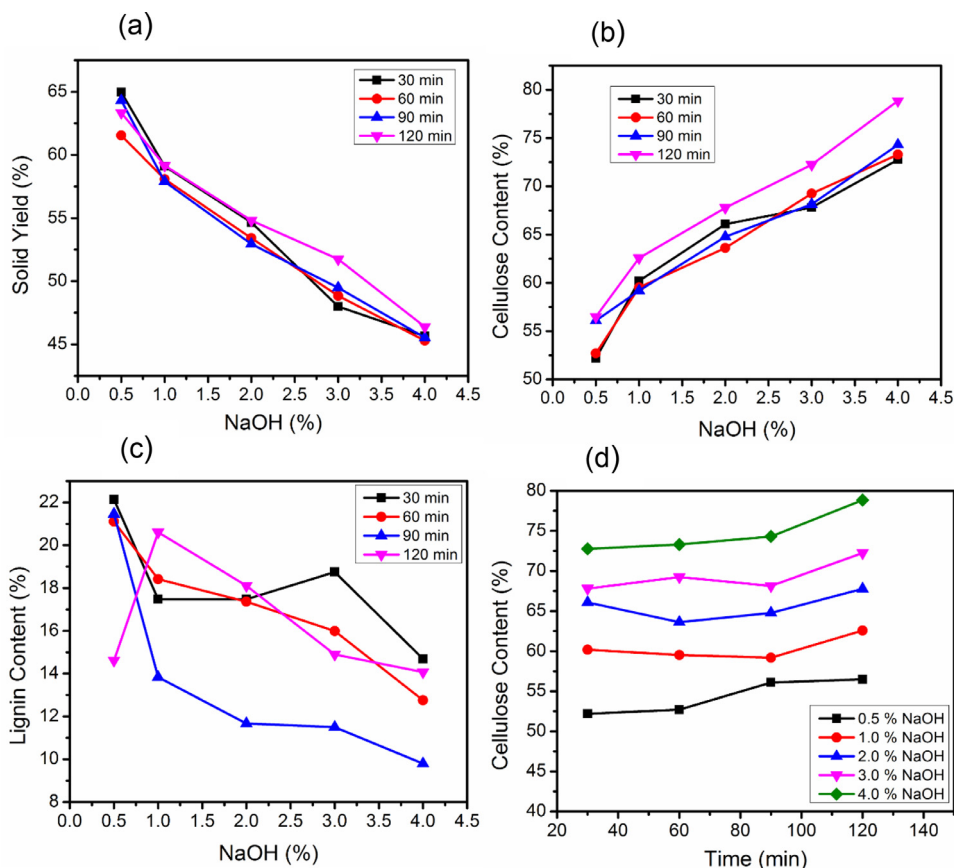 (a)
65
60
55
50
45
0.0 0.5 1.0 1.5 2.0 2.5 3.0 3.5 4.0 4.5
NaOH (%)
Solid Yield (%)
30 min
60 min
90 min
120 min
(b)
80
75
70
65
60
55
50
0.0 0.5 1.0 1.5 2.0 2.5 3.0 3.5 4.0 4.5
NaOH (%)
Cellulose Content (%)
30 min
60 min
90 min
120 min
(c)
22
20
18
16
14
12
10
8
0.0 0.5 1.0 1.5 2.0 2.5 3.0 3.5 4.0 4.5
NaOH (%)
Lignin Content (%)
30 min
60 min
90 min
120 min
(d)
80
75
70
65
60
55
50
45
40
20 40 60 80 100 120 140
Time (min)
Cellulose Content (%)
0.5 % NaOH
1.0 % NaOH
2.0 % NaOH
3.0 % NaOH
4.0 % NaOH